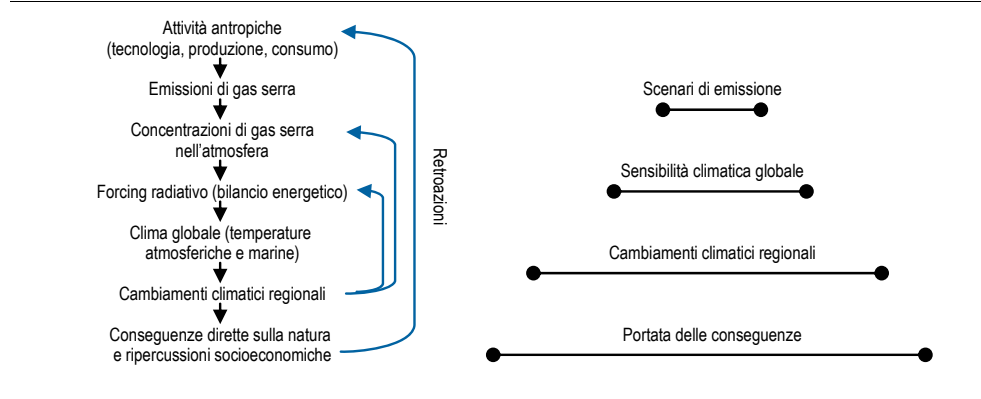 Attività antropiche
(tecnologia, produzione, consumo)
Emissioni di gas serra
Concentrazioni di gas serra
nell'atmosfera
Forcing radiativo (bilancio energetico)
Clima globale (temperature
atmosferiche e marine)
Cambiamenti climatici regionali
Conseguenze dirette sulla natura
e ripercussioni socioeconomiche
Retroazioni
Scenari di emissione
Sensibilità climatica globale
Cambiamenti climatici regionali
Portata delle conseguenze